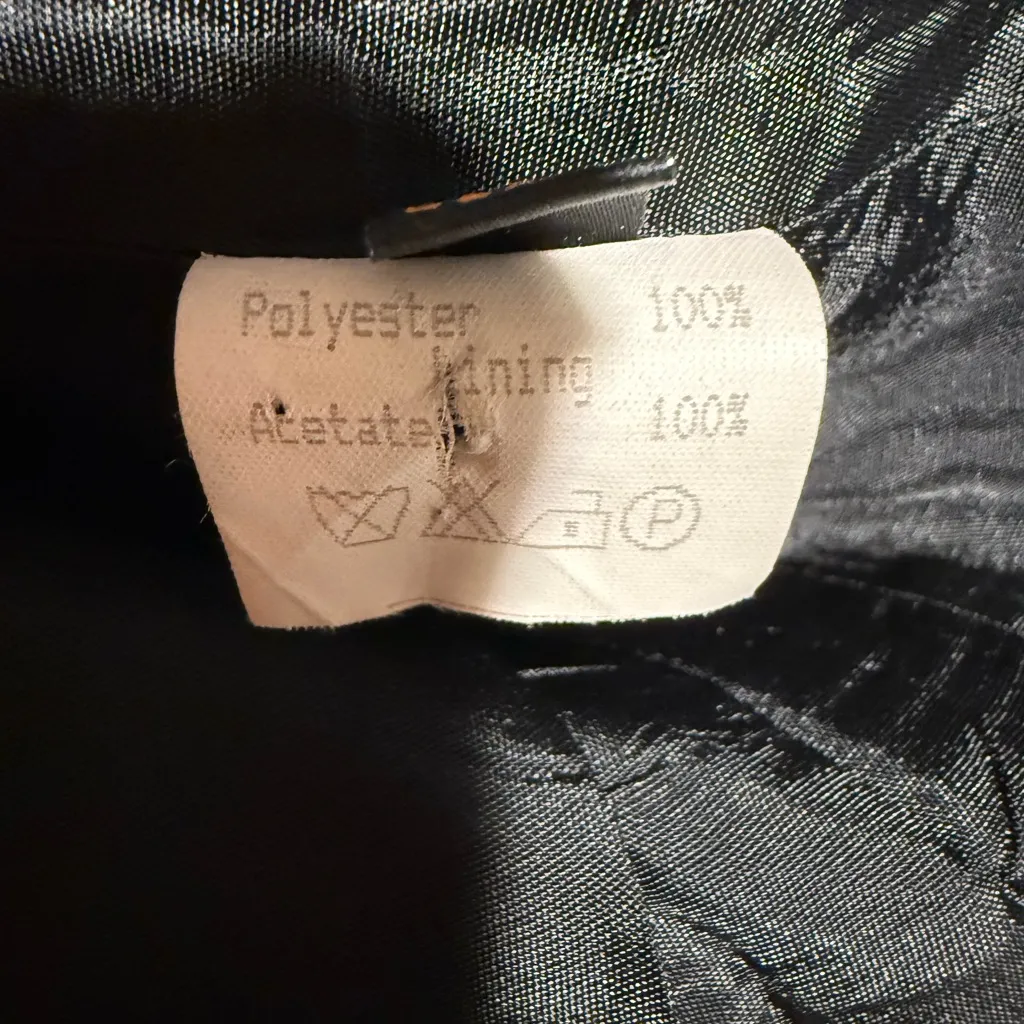 Polyester 100%
Lining
Acetate 100%
P